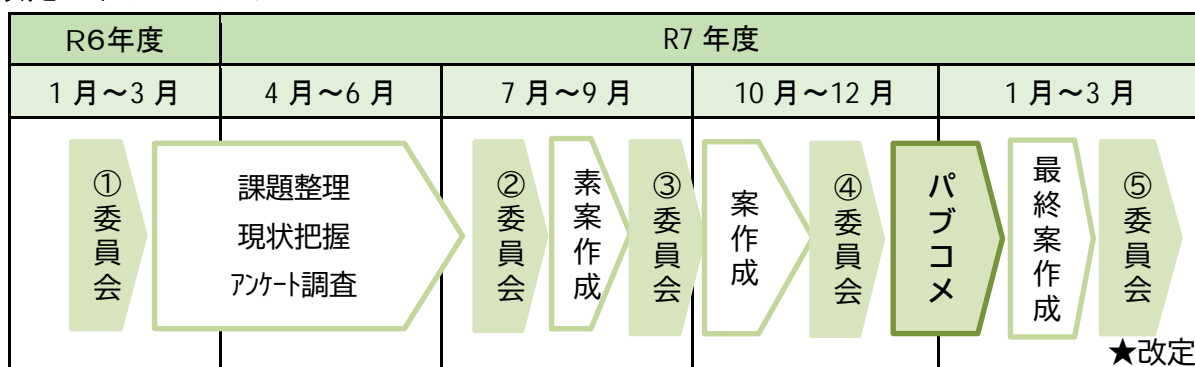 R6年度
R7 年度
1 月～3 月
4 月～6 月
7 月～9 月
10 月～12 月
1 月～3 月
①委員会
課題整理
現状把握
アンケート調査
②委員会
素案作成
③委員会
案作成
④委員会
パブコメ
最終案作成
⑤委員会
★改定